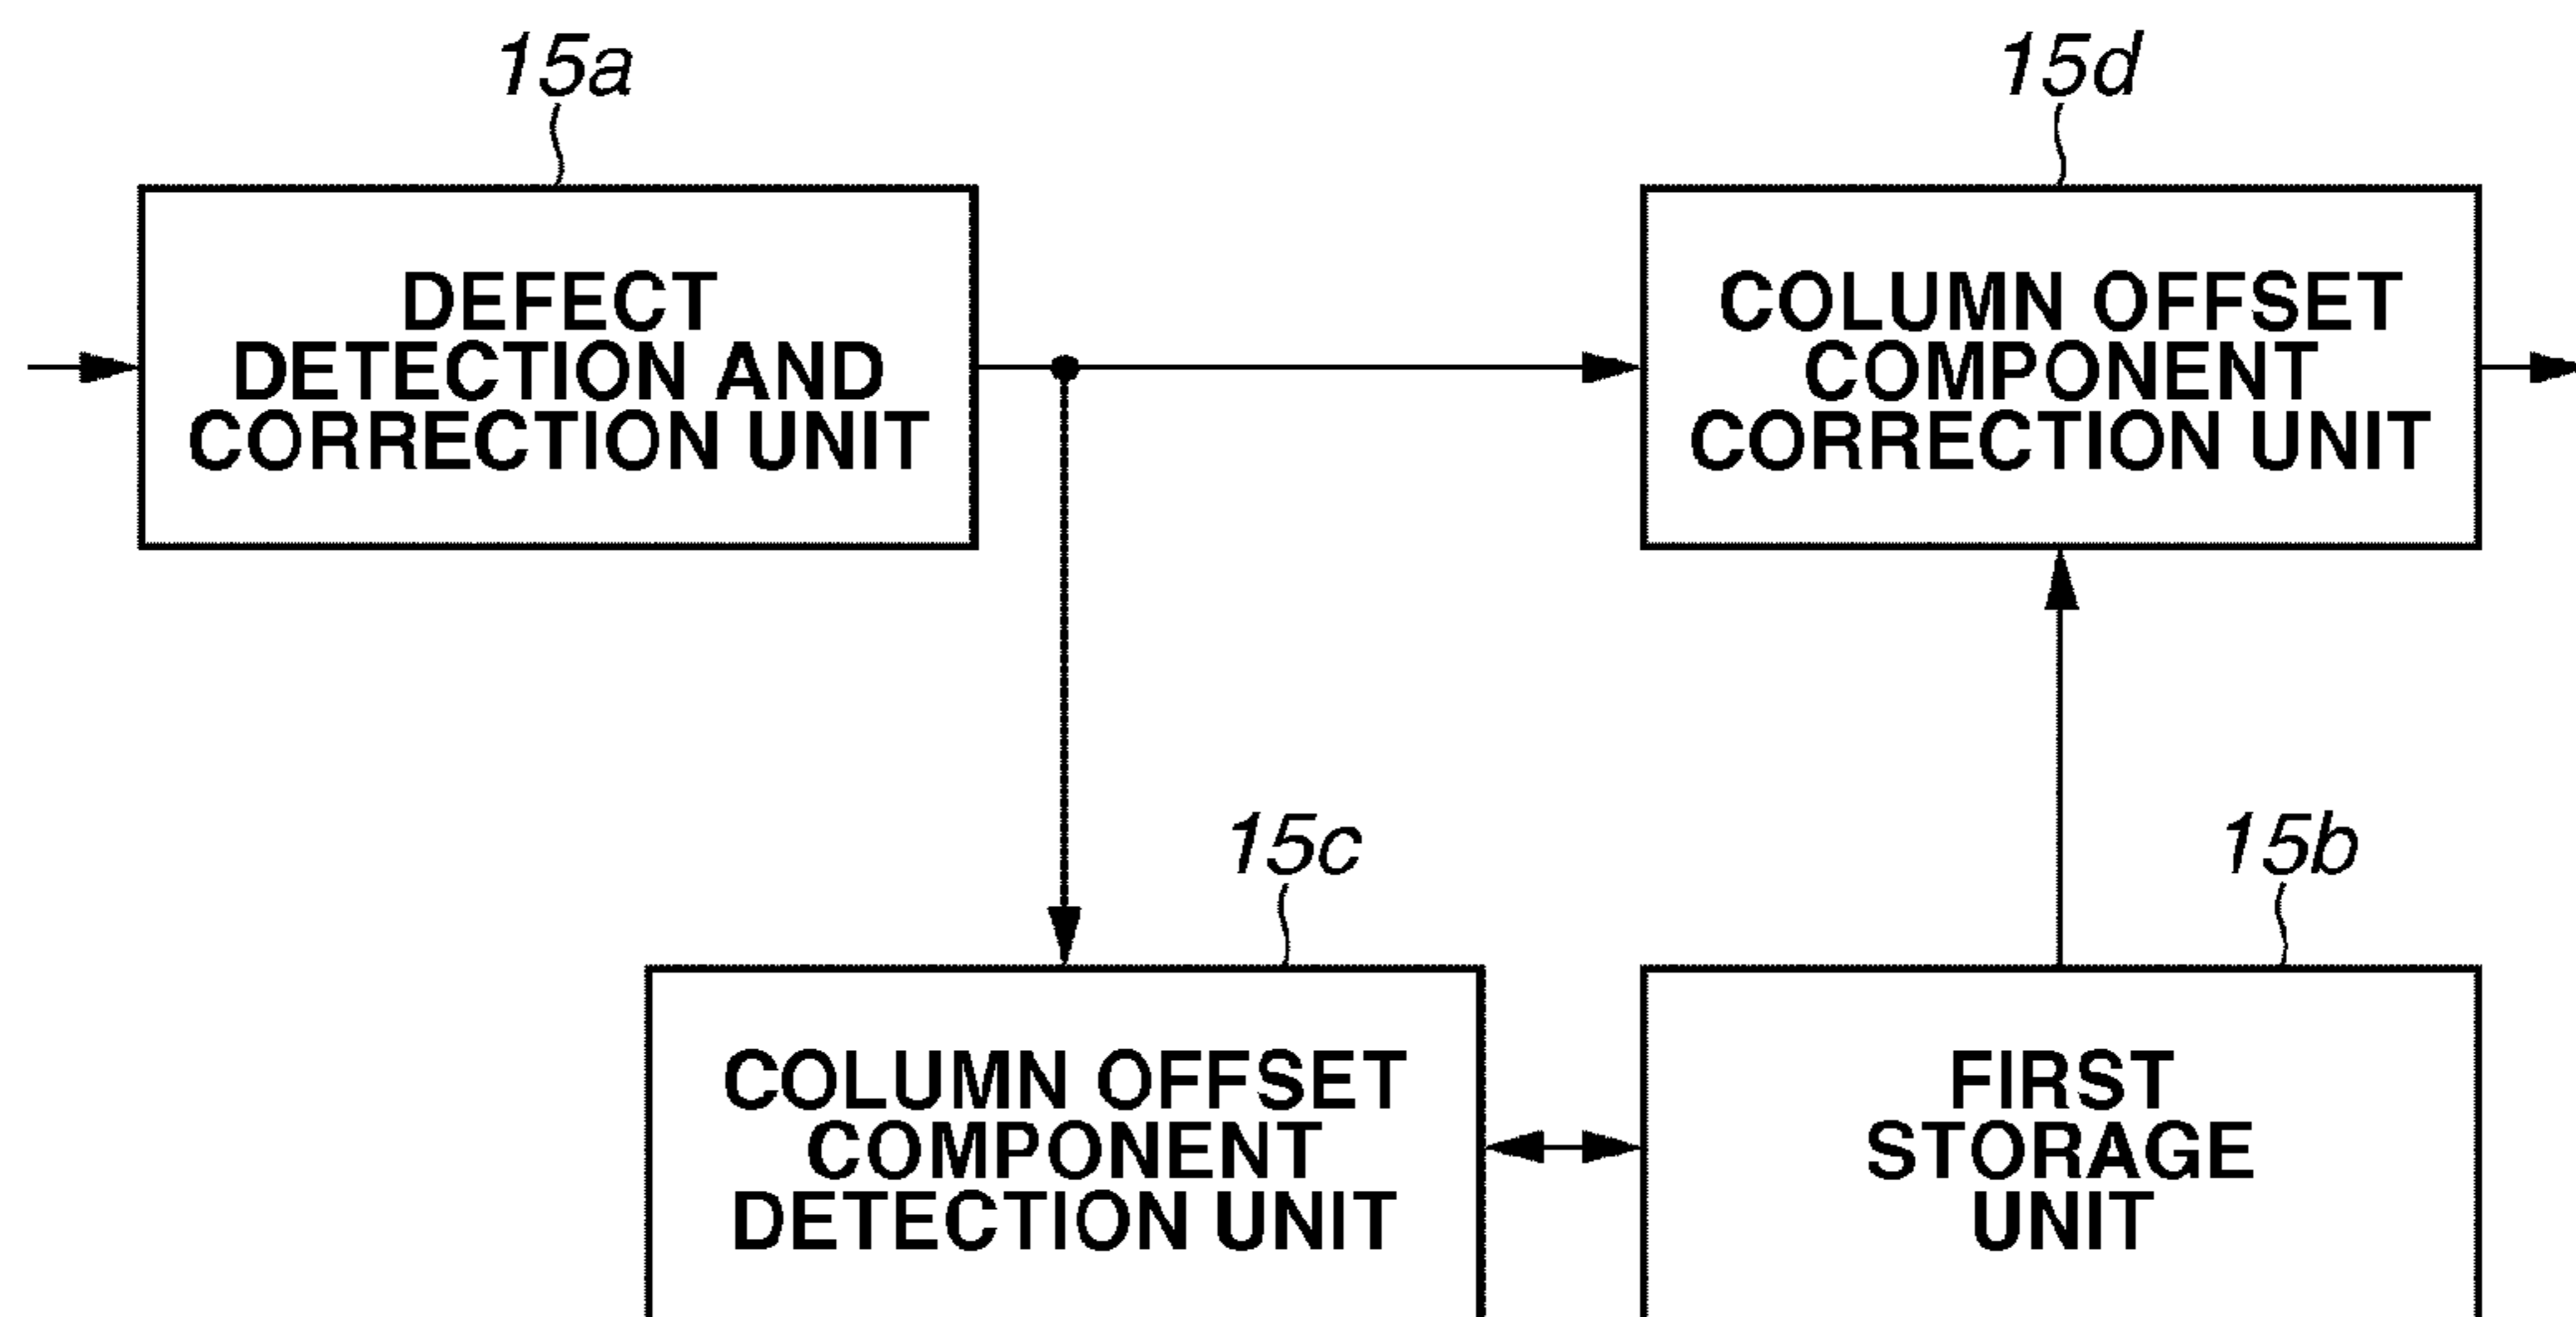 15a
15d
DEFECT
DETECTION AND
CORRECTION UNIT
COLUMN OFFSET
COMPONENT
CORRECTION UNIT
15c
15b
COLUMN OFFSET
COMPONENT
DETECTION UNIT
FIRST
STORAGE
UNIT